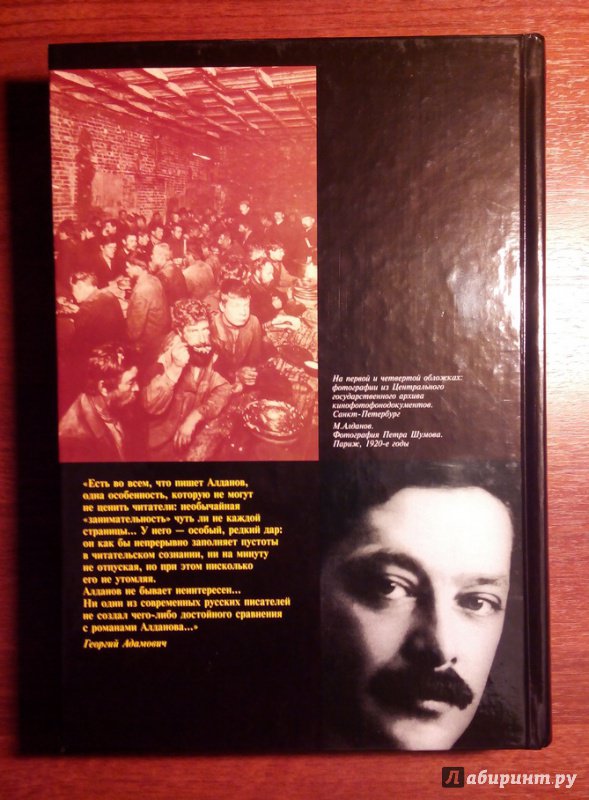 На первой и четвертой обложках:
фотографии из Центрального
государственного архива
кинофотофонодокументов.
Санкт-Петербург
М.Алданов.
Фотография Петра Шумова.
Париж, 1920-е годы
«Есть во всем, что пишет Алданов,
одна особенность, которую не могут
не ценить читатели: необычайная
«занимательность» чуть ли не каждой
страницы... У него — особый, редкий дар:
он как бы непрерывно заполняет пустоты
в читательском сознании, ни на минуту
не отпуская, но при этом нисколько
его не утомляя.
Алданов не бывает неинтересен...
Ни один из современных русских писателей
не создал чего-либо достойного сравнения
с романами Алданова...»
Георгий Адамович
Лабиринт.ру